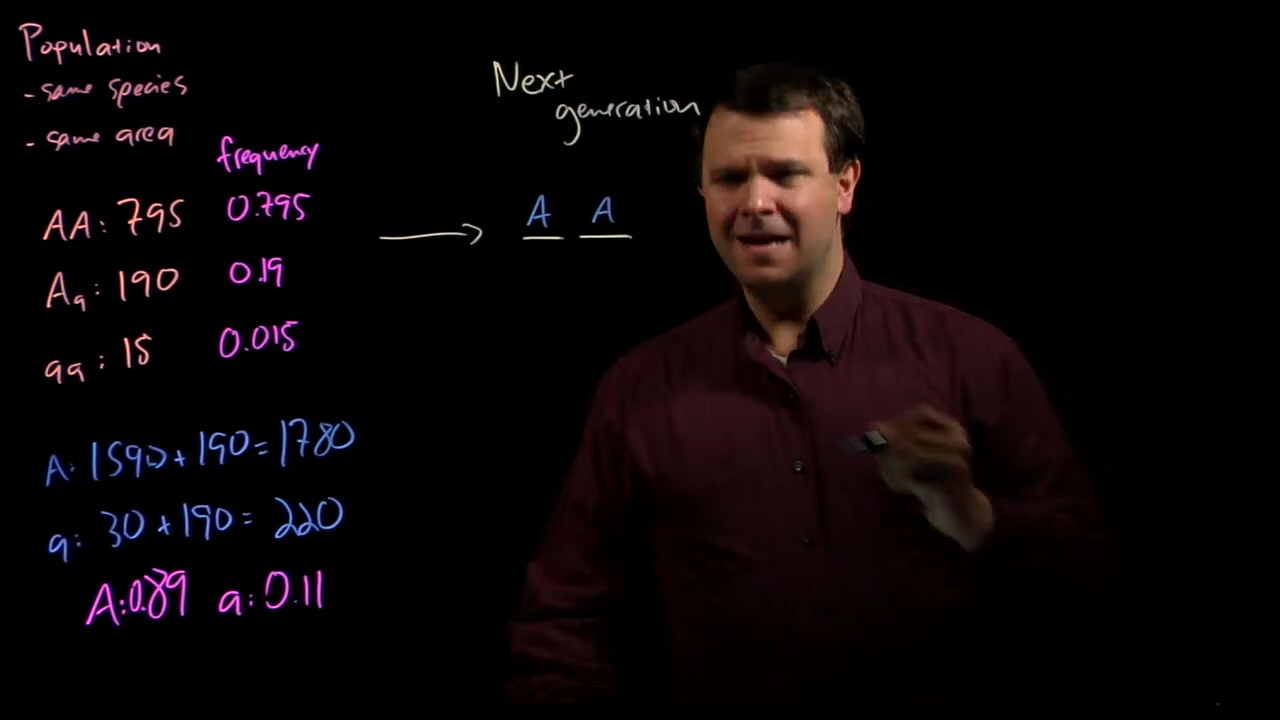 Population
- same species
- same area
frequency
AA: 795 0.795
Aa: 190 0.19
aa: 15 0.015
A: 1590 + 190 = 1780
a: 30 + 190 = 220
A: 0.89 a: 0.11
Next
generation
A A